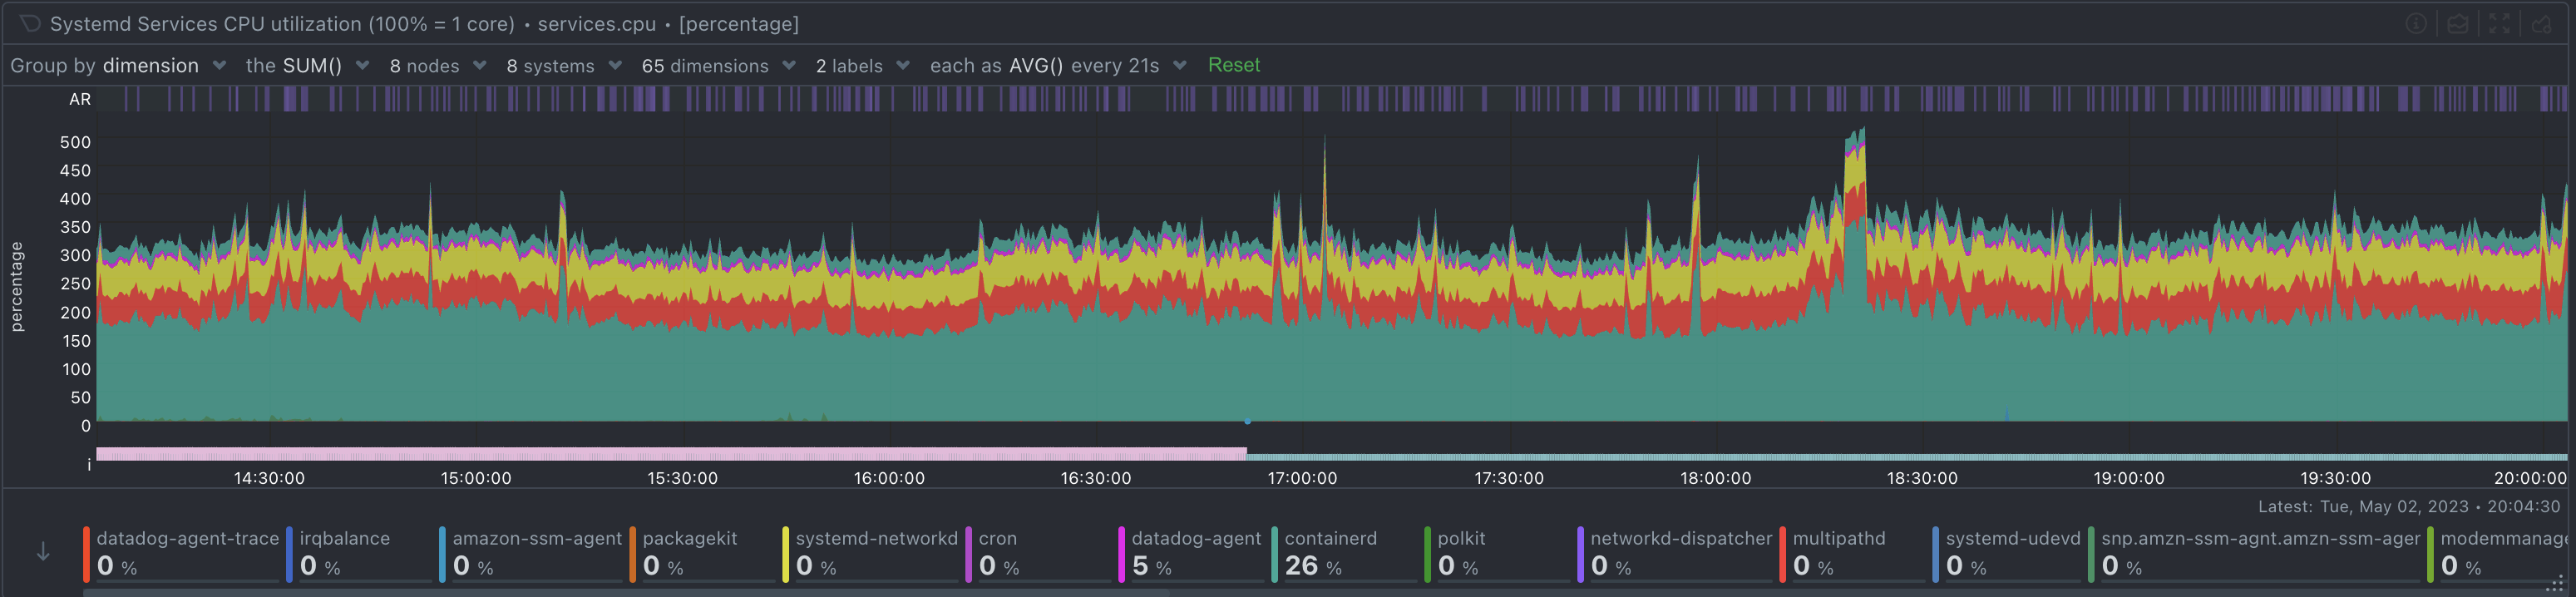 Systemd Services CPU utilization (100% = 1 core) • services.cpu • [percentage]
Group by dimension the SUM() 8 nodes 8 systems 65 dimensions 2 labels each as AVG() every 21s Reset
AR
500
450
400
350
300
250
200
150
100
50
0
percentage
i
14:30:00 15:00:00 15:30:00 16:00:00 16:30:00 17:00:00 17:30:00 18:00:00 18:30:00 19:00:00 19:30:00 20:00:00
Latest: Tue, May 02, 2023 • 20:04:30
datadog-agent-trace irqbalance amazon-ssm-agent packagekit systemd-networkd cron datadog-agent containerd polkit networkd-dispatcher multipathd systemd-udevd snp.amzn-ssm-agnt.amzn-ssm-ager modemmanage
0 % 0 % 0 % 0 % 0 % 0 % 5 % 26 % 0 % 0 % 0 % 0 % 0 % 0 %